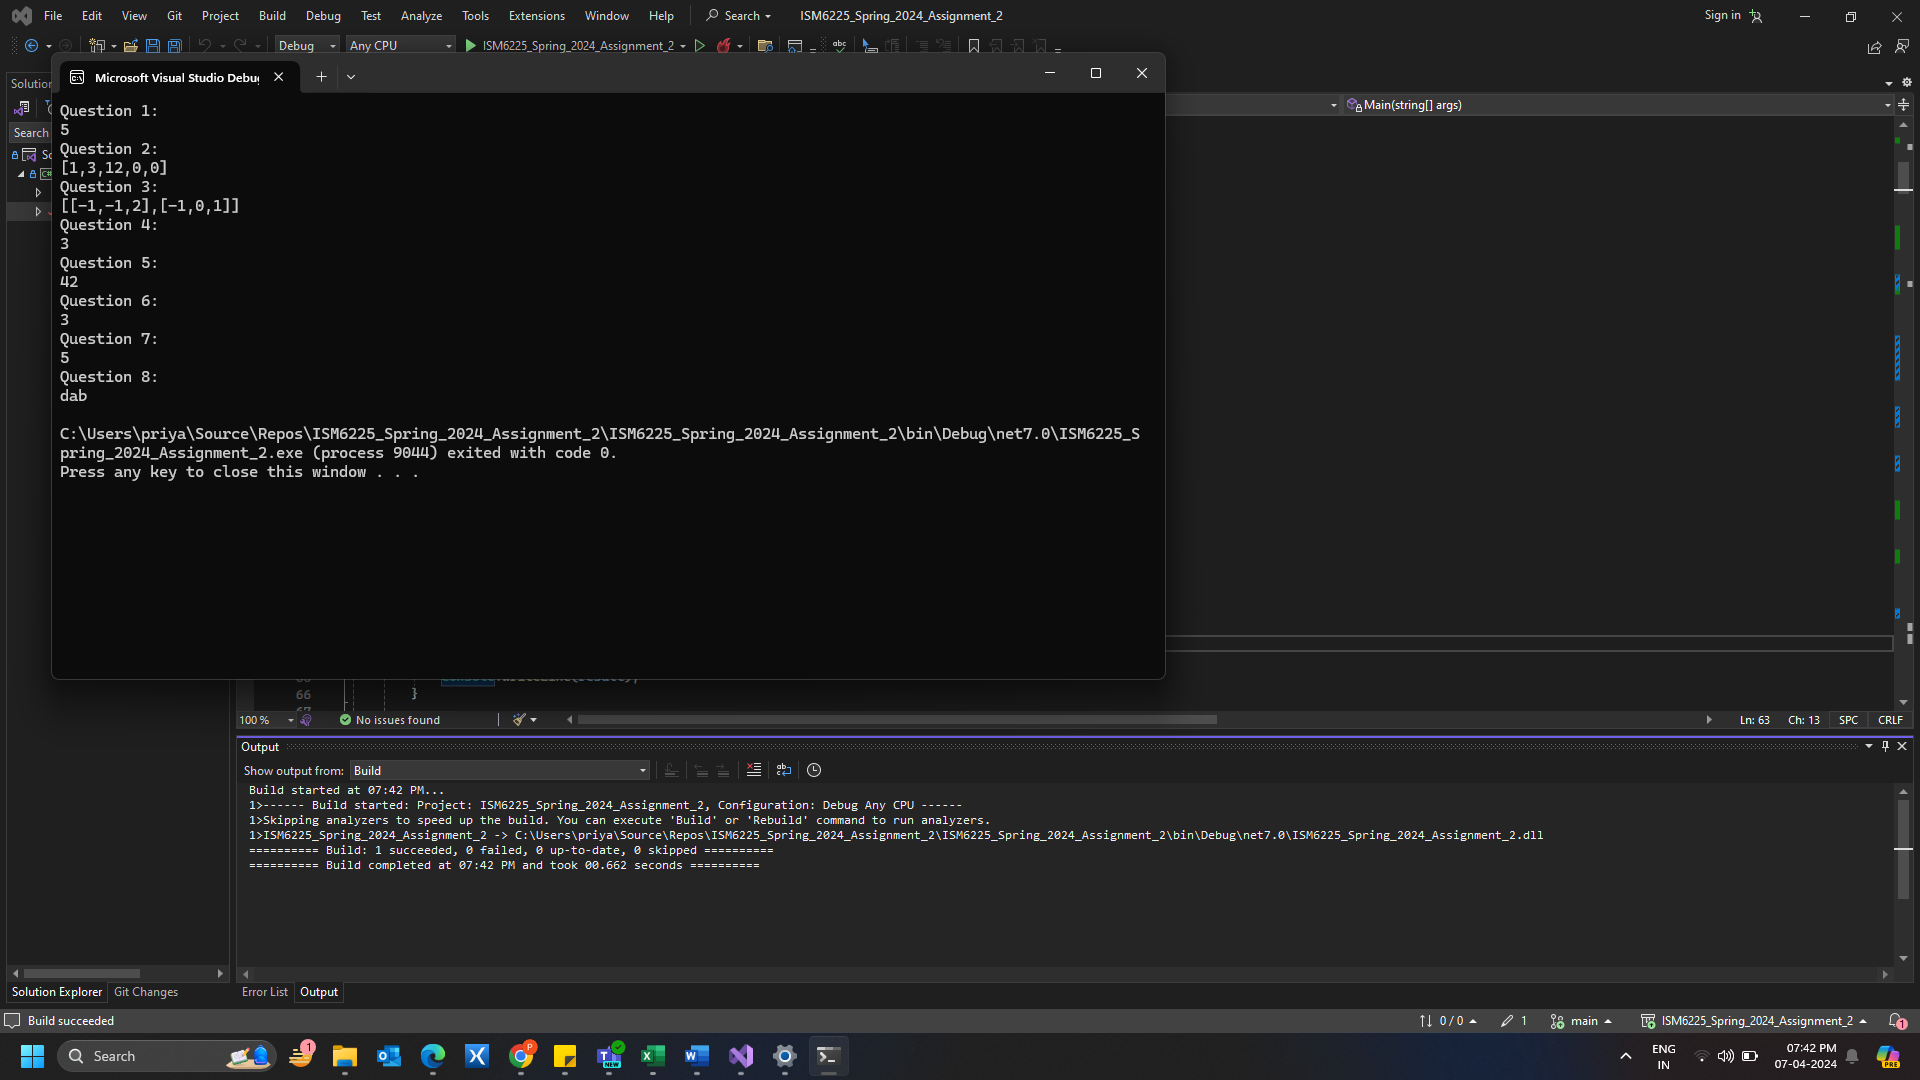 File Edit View Git Project Build Debug Test Analyze Tools Extensions Window Help Search ISM6225_Spring_2024_Assignment_2 Sign in
Debug Any CPU ISM6225_Spring_2024_Assignment_2
Microsoft Visual Studio Debug
Main(string[] args)
Search
Question 1:
5
Question 2:
[1,3,12,0,0]
Question 3:
[[-1,-1,2],[-1,0,1]]
Question 4:
3
Question 5:
42
Question 6:
3
Question 7:
5
Question 8:
dab
C:\Users\priya\Source\Repos\ISM6225_Spring_2024_Assignment_2\ISM6225_Spring_2024_Assignment_2\bin\Debug\net7.0\ISM6225_S
pring_2024_Assignment_2.exe (process 9044) exited with code 0.
Press any key to close this window . . .
66 }
100 % No issues found Ln: 63 Ch: 13 SPC CRLF
Output
Show output from: Build
Build started at 07:42 PM...
1>------ Build started: Project: ISM6225_Spring_2024_Assignment_2, Configuration: Debug Any CPU ------
1>Skipping analyzers to speed up the build. You can execute 'Build' or 'Rebuild' command to run analyzers.
1>ISM6225_Spring_2024_Assignment_2 -> C:\Users\priya\Source\Repos\ISM6225_Spring_2024_Assignment_2\ISM6225_Spring_2024_Assignment_2\bin\Debug\net7.0\ISM6225_Spring_2024_Assignment_2.dll
========== Build: 1 succeeded, 0 failed, 0 up-to-date, 0 skipped ==========
========== Build completed at 07:42 PM and took 00.662 seconds ==========
Solution Explorer Git Changes Error List Output
Build succeeded 0 / 0 1 main ISM6225_Spring_2024_Assignment_2 1
Search 1 P NEW ENG
IN 07:42 PM
07-04-2024 PRE